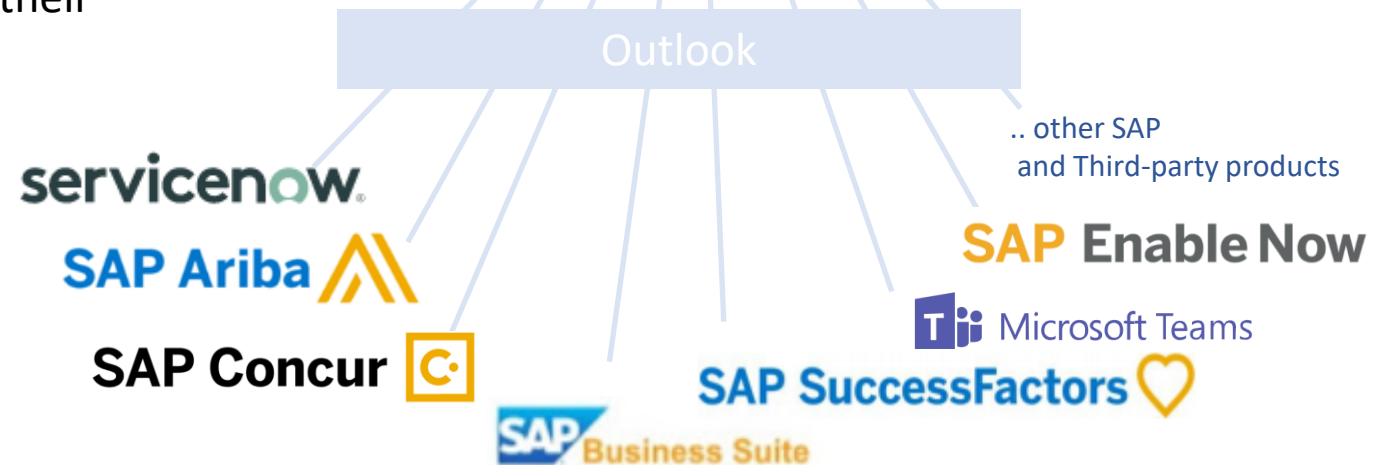 their
Outlook
.. other SAP
and Third-party products
servicenow®
SAP Ariba
SAP Enable Now
Microsoft Teams
SAP Concur C
SAP SuccessFactors
SAP Business Suite